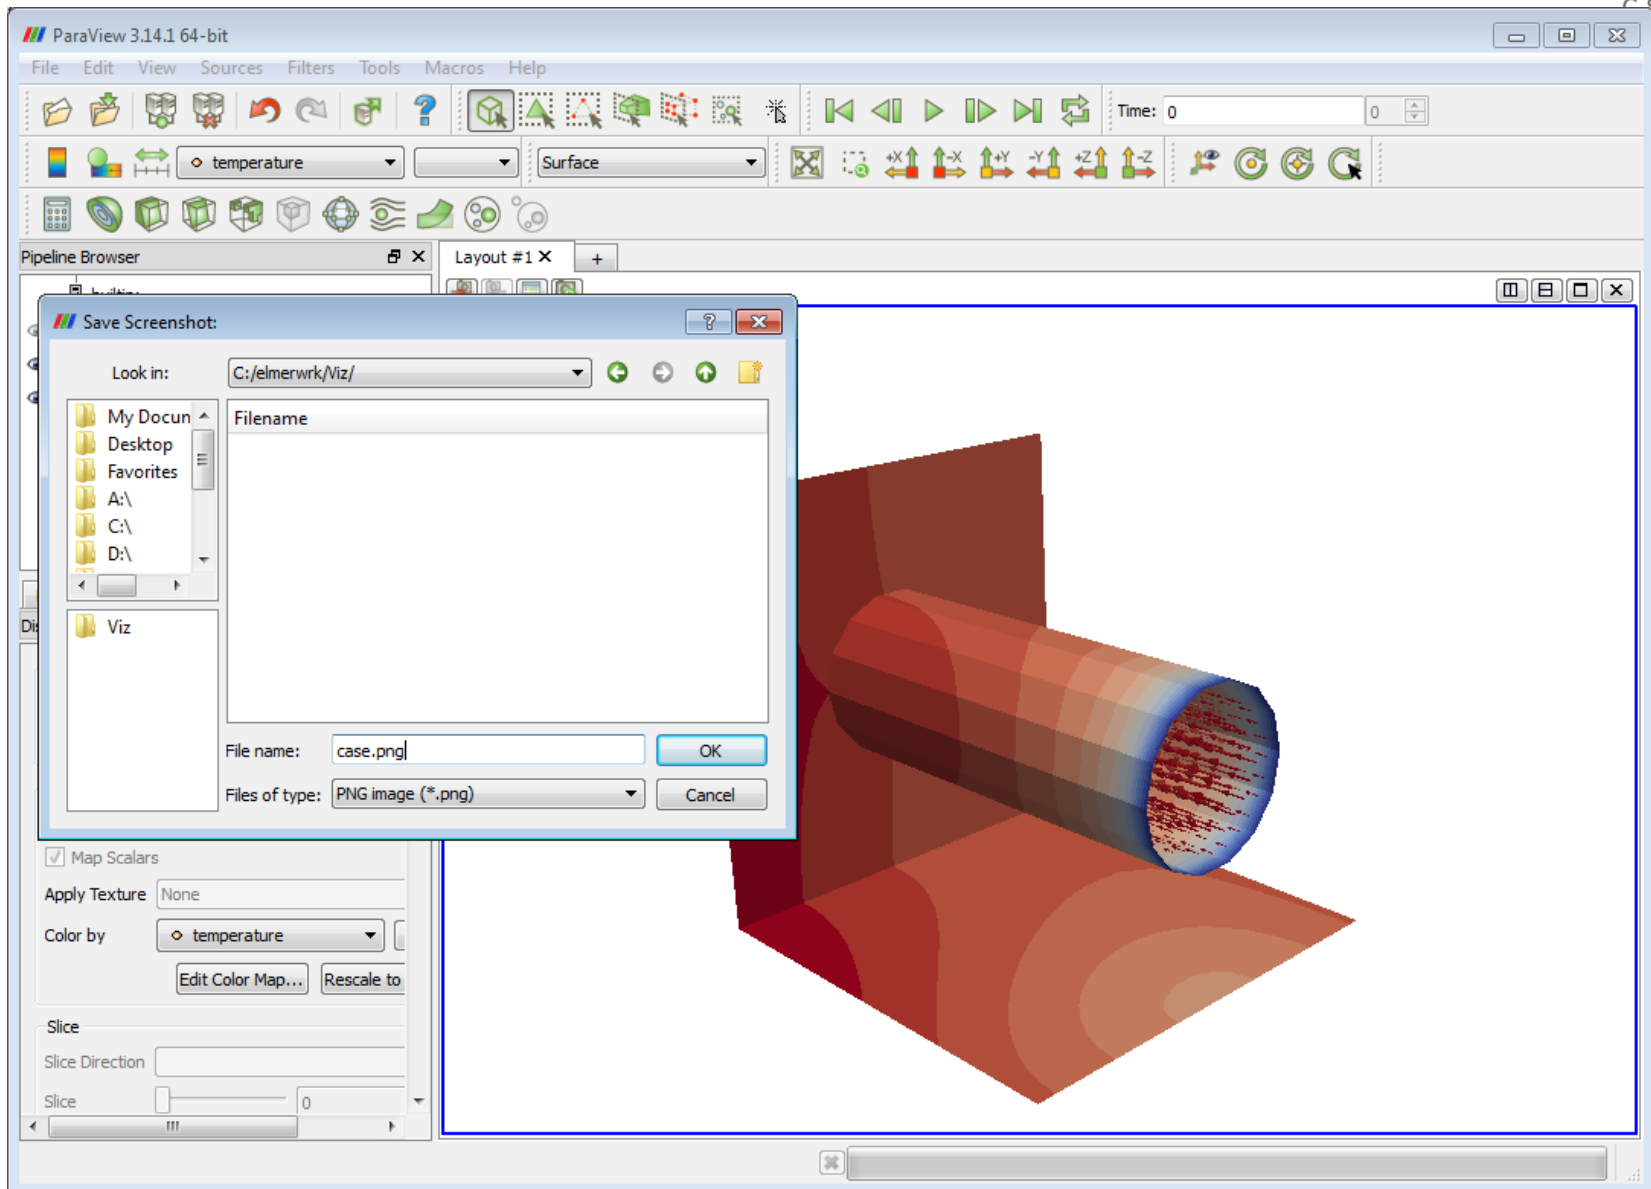 ParaView 3.14.1 64-bit
File Edit View Sources Filters Tools Macros Help
Time: 0 0
+X -X +Y -Y +Z -Z
temperature Surface
Pipeline Browser
Layout #1
Save Screenshot:
Look in: C:/elmerwrk/Viz/
My Docum
Filename
Desktop
Favorites
A:\
C:\
D:\
Viz
File name: case.png OK
Files of type: PNG image (*.png) Cancel
Map Scalars
Apply Texture None
Color by temperature
Edit Color Map... Rescale to
Slice
Slice Direction
Slice 0